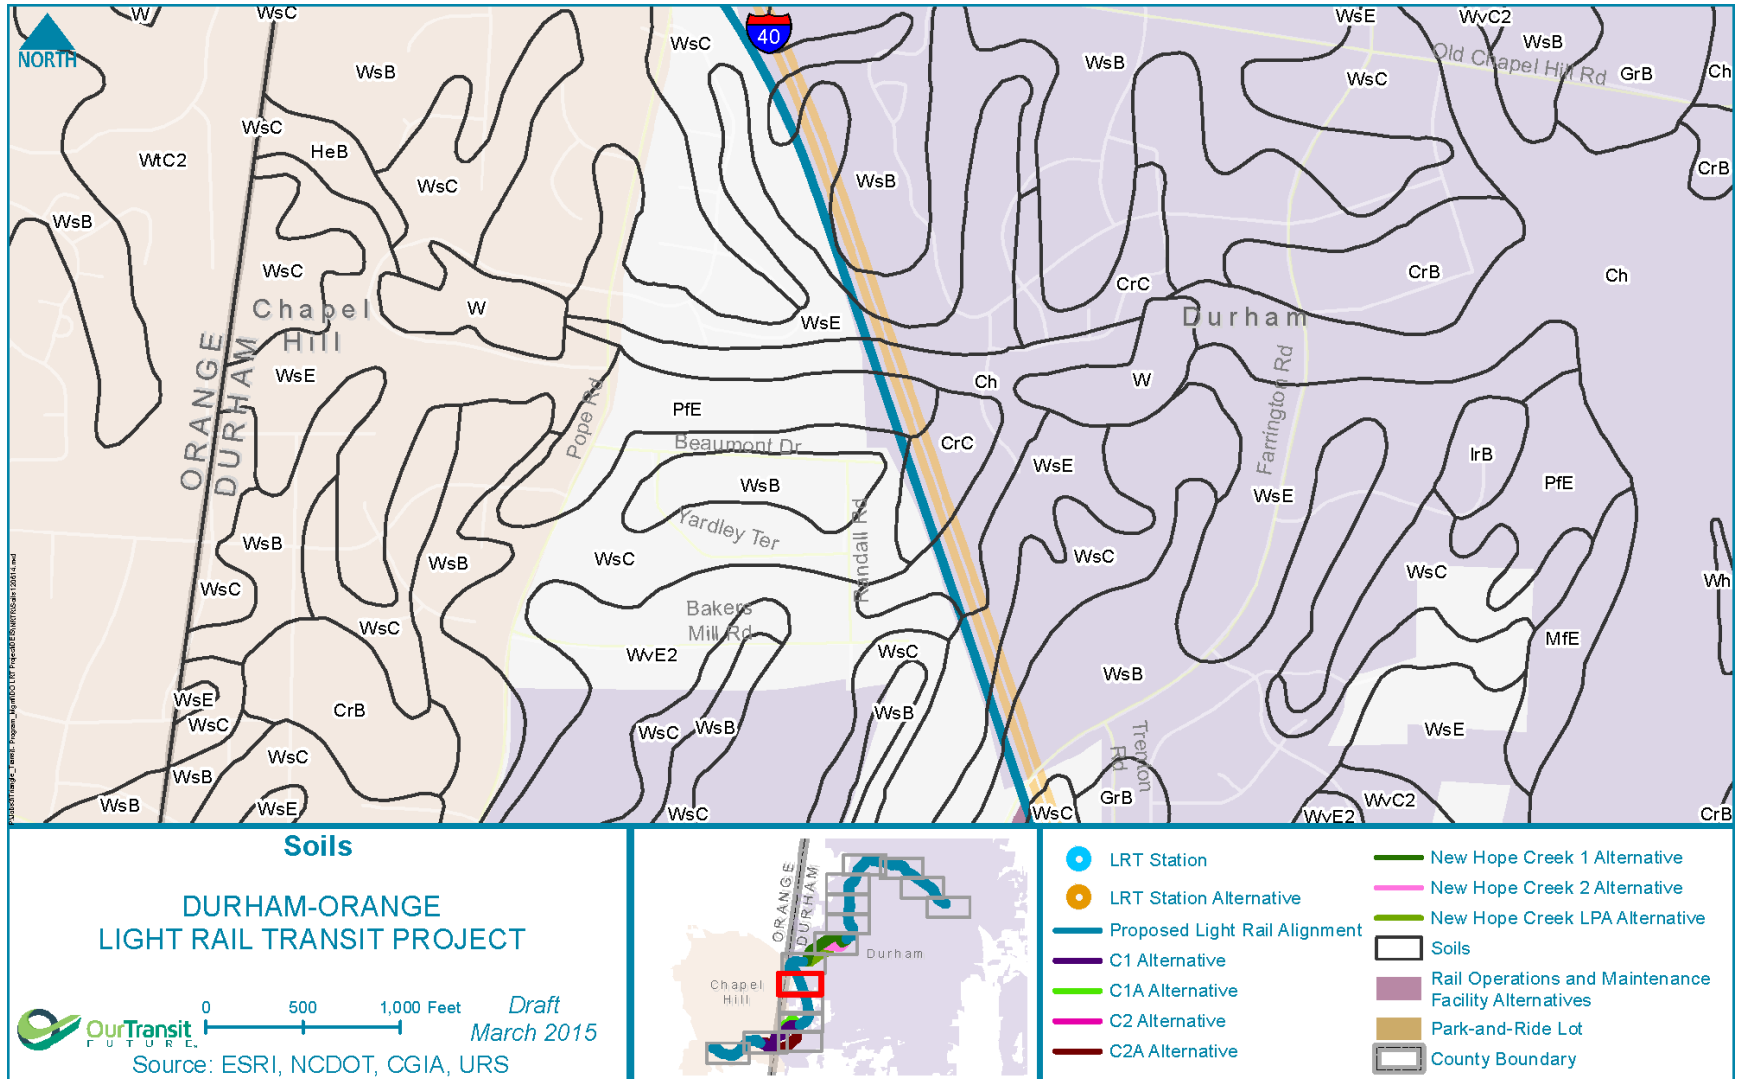 W
WsC
WsE
WvC2
WsB
Old Chapel Hill Rd
GrB
Ch
NORTH
40
WsC
WsB
WsB
WsC
WsC
HeB
WtC2
WsC
WsB
CrB
WsB
WsC
Chapel
Hill
W
WsE
CrC
CrB
Ch
Durham
ORANGE
DURHAM
WsE
Pope Rd
PfE
Ch
W
Farrington Rd
Beaumont Dr
CrC
WsE
IrB
PfE
WsB
WsE
Yardley Ter
Randall Rd
WsB
WsB
WsC
WsC
WsC
WsC
Wh
WsC
Bakers
Mill Rd
MfE
WvE2
WsC
WsB
WsE
WsC
CrB
WsC
WsB
WsB
WsE
Trenton
Rd
WsC
WsB
WsB
WsE
WsC
WsC
GrB
WvE2
WvC2
CrB
Soils
DURHAM-ORANGE
LIGHT RAIL TRANSIT PROJECT
0 500 1,000 Feet
Draft
March 2015
OurTransit
FUTURE
Source: ESRI, NCDOT, CGIA, URS
ORANGE
DURHAM
Durham
Chapel
Hill
LRT Station
LRT Station Alternative
Proposed Light Rail Alignment
C1 Alternative
C1A Alternative
C2 Alternative
C2A Alternative
New Hope Creek 1 Alternative
New Hope Creek 2 Alternative
New Hope Creek LPA Alternative
Soils
Rail Operations and Maintenance
Facility Alternatives
Park-and-Ride Lot
County Boundary